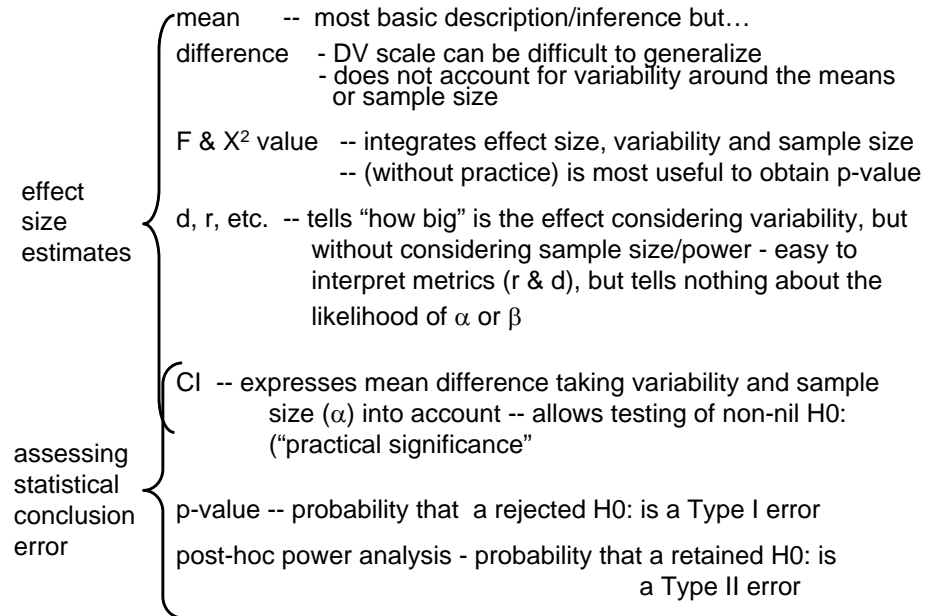 mean -- most basic description/inference but…
difference - DV scale can be difficult to generalize
- does not account for variability around the means
or sample size
F & X² value -- integrates effect size, variability and sample size
-- (without practice) is most useful to obtain p-value
effect
size
estimates
d, r, etc. -- tells “how big” is the effect considering variability, but
without considering sample size/power - easy to
interpret metrics (r & d), but tells nothing about the
likelihood of α or β
CI -- expresses mean difference taking variability and sample
size (α) into account -- allows testing of non-nil H0:
(“practical significance”
assessing
statistical
conclusion
error
p-value -- probability that a rejected H0: is a Type I error
post-hoc power analysis - probability that a retained H0: is
a Type II error